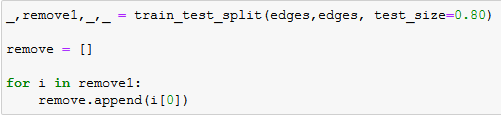 _,remove1,_,_ = train_test_split(edges,edges, test_size=0.80)
remove = []
for i in remove1:
    remove.append(i[0])